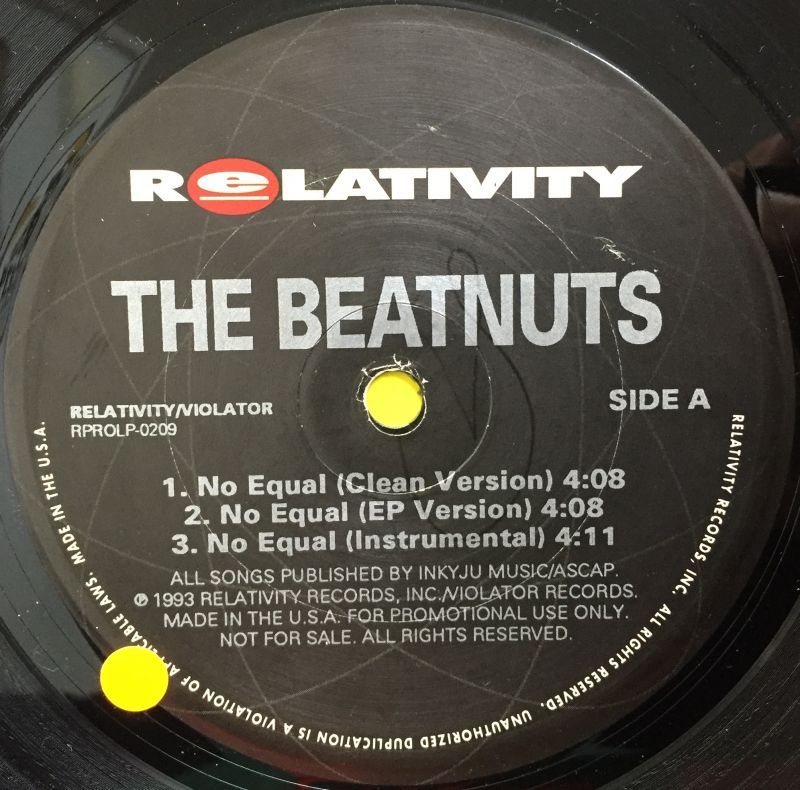 RELATIVITY
THE BEATNUTS
RELATIVITY/VIOLATOR
RPROLP-0209
SIDE A
1. No Equal (Clean Version) 4:08
2. No Equal (EP Version) 4:08
3. No Equal (Instrumental) 4:11
ALL SONGS PUBLISHED BY INKYJU MUSIC/ASCAP.
℗ 1993 RELATIVITY RECORDS, INC./VIOLATOR RECORDS.
MADE IN THE U.S.A. FOR PROMOTIONAL USE ONLY.
NOT FOR SALE. ALL RIGHTS RESERVED.
RELATIVITY RECORDS, INC. ALL RIGHTS RESERVED. UNAUTHORIZED DUPLICATION IS A VIOLATION OF APPLICABLE LAWS. MADE IN THE U.S.A.